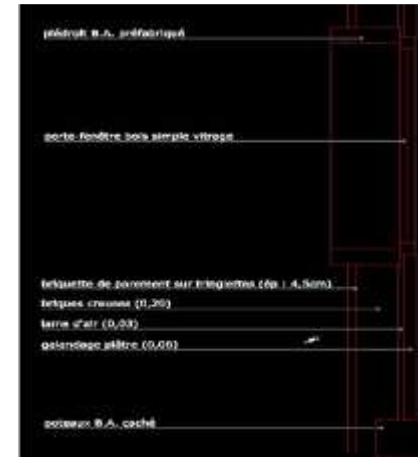 piédroit B.A. préfabriqué
porte-fenêtre bois simple vitrage
briquette de parement sur tringlettes (ép : 4,5cm)
briques creuses (0,20)
lame d'air (0,03)
galandage plâtre (0,06)
poteaux B.A. caché